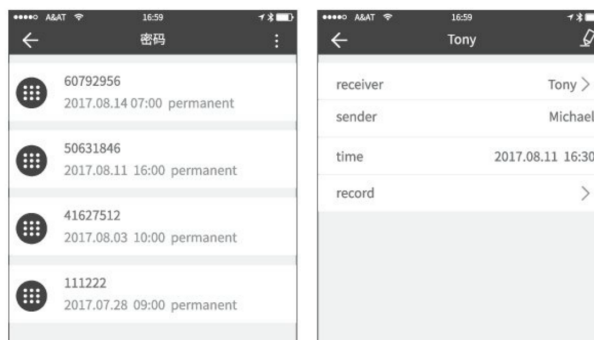 A&AT 16:59
密码
60792956
2017.08.14 07:00 permanent
50631846
2017.08.11 16:00 permanent
41627512
2017.08.03 10:00 permanent
111222
2017.07.28 09:00 permanent
A&AT 16:59
Tony
receiver Tony
sender Michael
time 2017.08.11 16:30
record